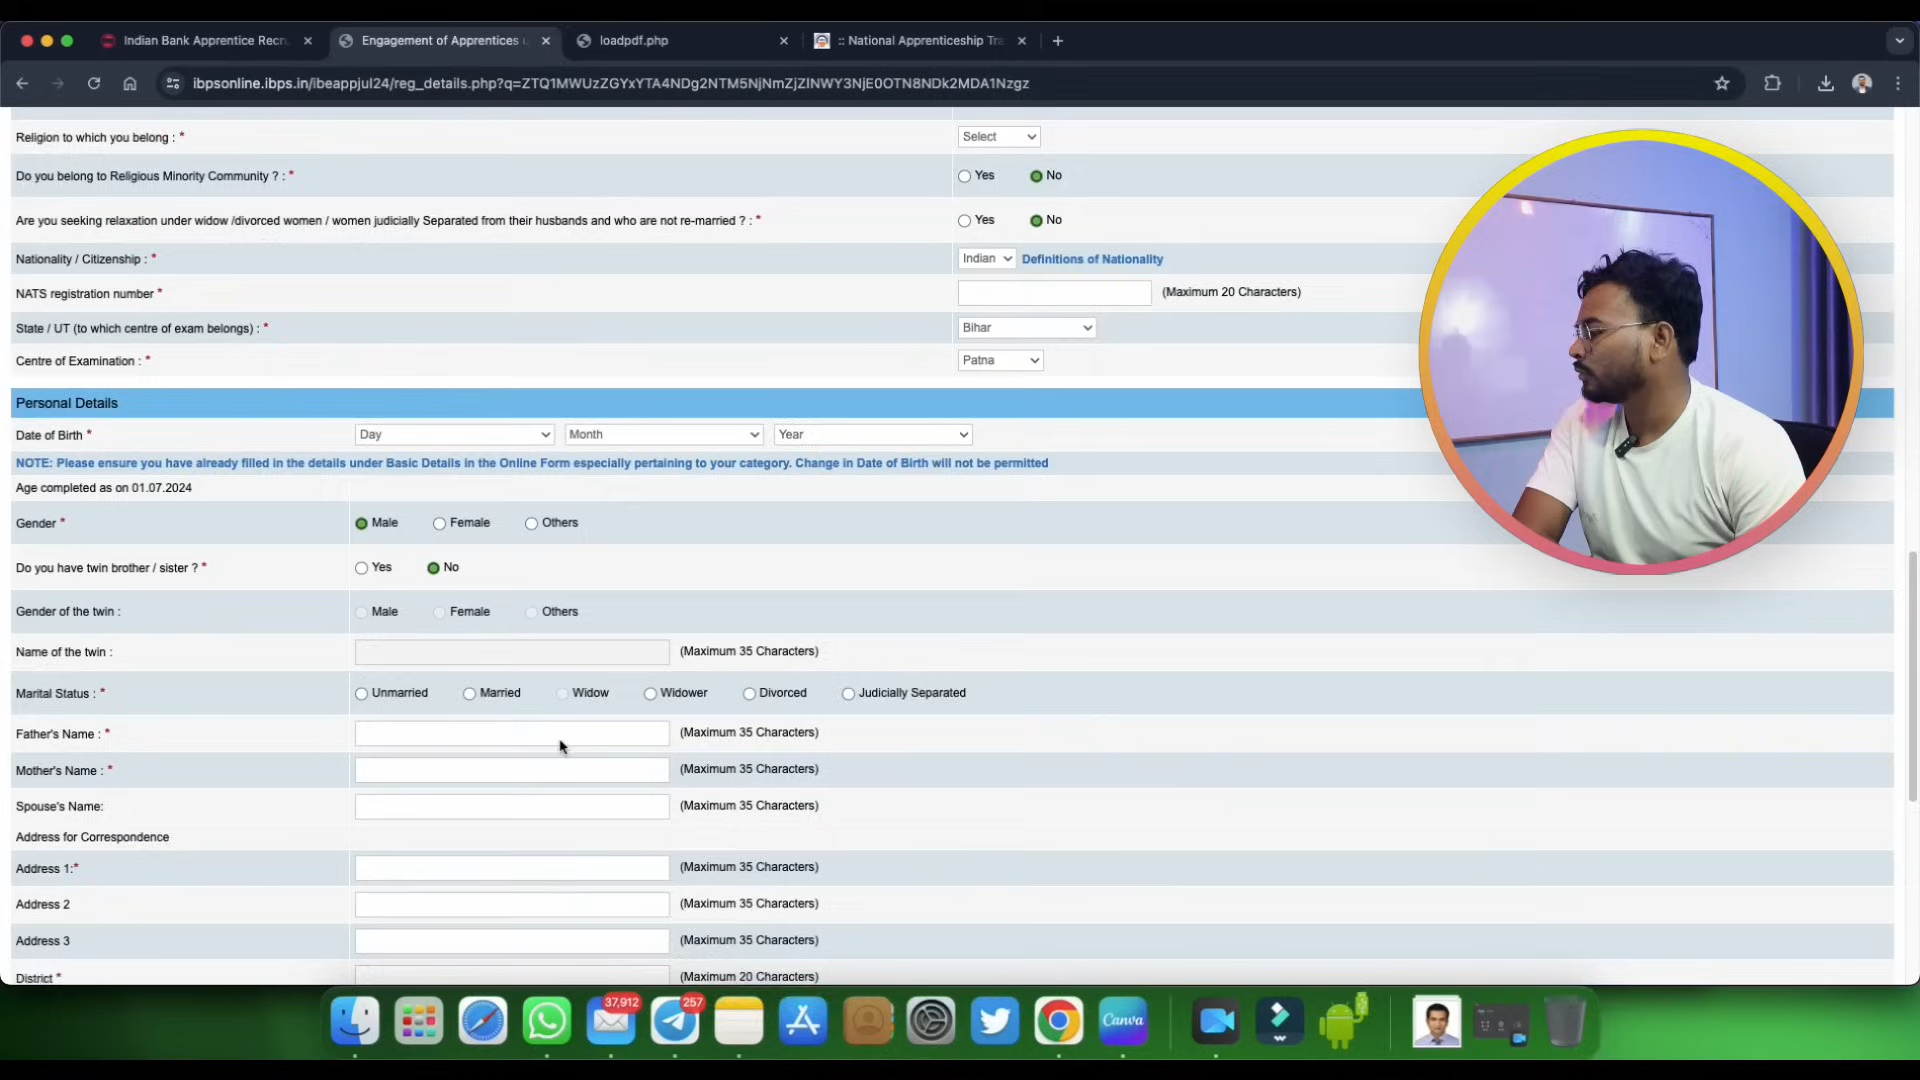 Indian Bank Apprentice Recru
Engagement of Apprentices u
loadpdf.php
:: National Apprenticeship Tra
ibpsonline.ibps.in/ibeappjul24/reg_details.php?q=ZTQ1MWUzZGYxYTA4NDg2NTM5NjNmZjZlNWY3NjE0OTN8NDk2MDA1Nzgz
Religion to which you belong : * Select
Do you belong to Religious Minority Community ? : * Yes No
Are you seeking relaxation under widow /divorced women / women judicially Separated from their husbands and who are not re-married ? : * Yes No
Nationality / Citizenship : * Indian Definitions of Nationality
NATS registration number * (Maximum 20 Characters)
State / UT (to which centre of exam belongs) : * Bihar
Centre of Examination : * Patna
Personal Details
Date of Birth * Day Month Year
NOTE: Please ensure you have already filled in the details under Basic Details in the Online Form especially pertaining to your category. Change in Date of Birth will not be permitted
Age completed as on 01.07.2024
Gender * Male Female Others
Do you have twin brother / sister ? * Yes No
Gender of the twin : Male Female Others
Name of the twin : (Maximum 35 Characters)
Marital Status : * Unmarried Married Widow Widower Divorced Judicially Separated
Father's Name : * (Maximum 35 Characters)
Mother's Name : * (Maximum 35 Characters)
Spouse's Name: (Maximum 35 Characters)
Address for Correspondence
Address 1:* (Maximum 35 Characters)
Address 2 (Maximum 35 Characters)
Address 3 (Maximum 35 Characters)
District * (Maximum 20 Characters)
37,912
257
Canva